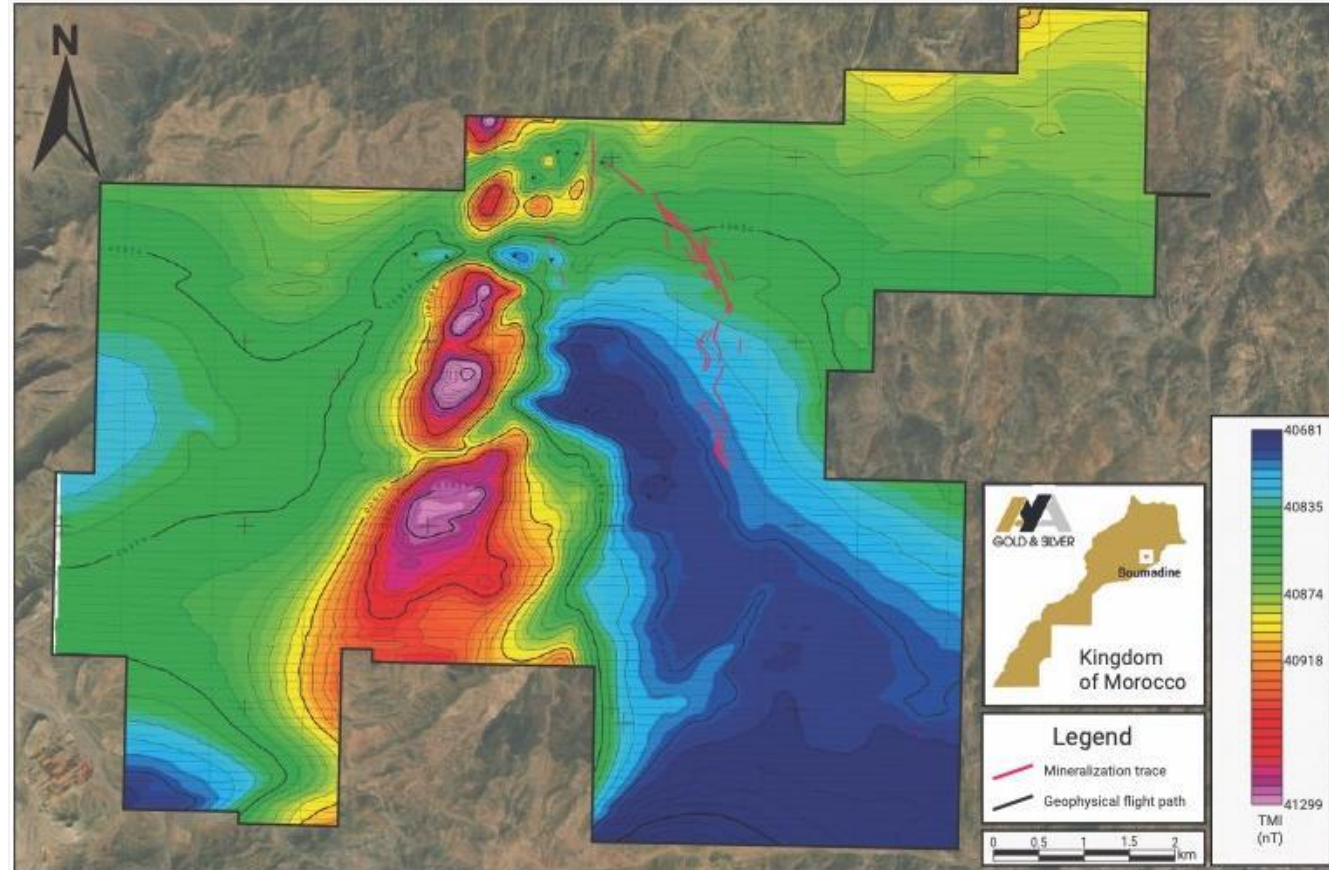 N
GOLD & SILVER
Boumadine
Kingdom
of Morocco
Legend
Mineralization trace
Geophysical flight path
0 0.5 1 1.5 2
km
40681
40835
40874
40918
41299
TMI
(nT)